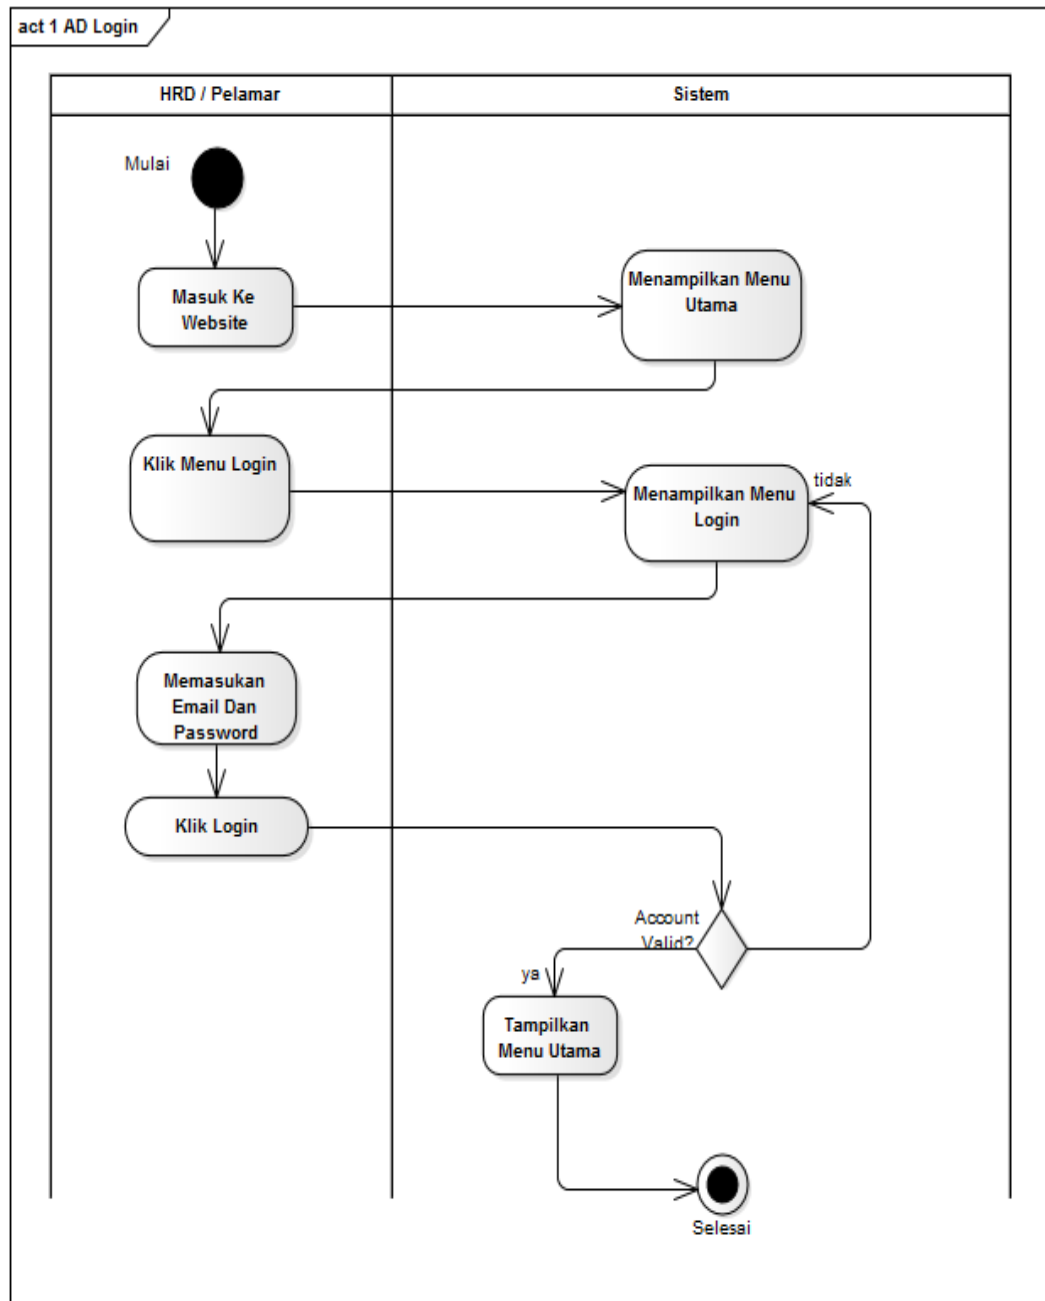 act 1 AD Login
HRD / Pelamar
Sistem
Mulai
Masuk Ke
Website
Menampilkan Menu
Utama
Klik Menu Login
Menampilkan Menu
Login
tidak
Memasukan
Email Dan
Password
Klik Login
Account
Valid?
ya
Tampilkan
Menu Utama
Selesai